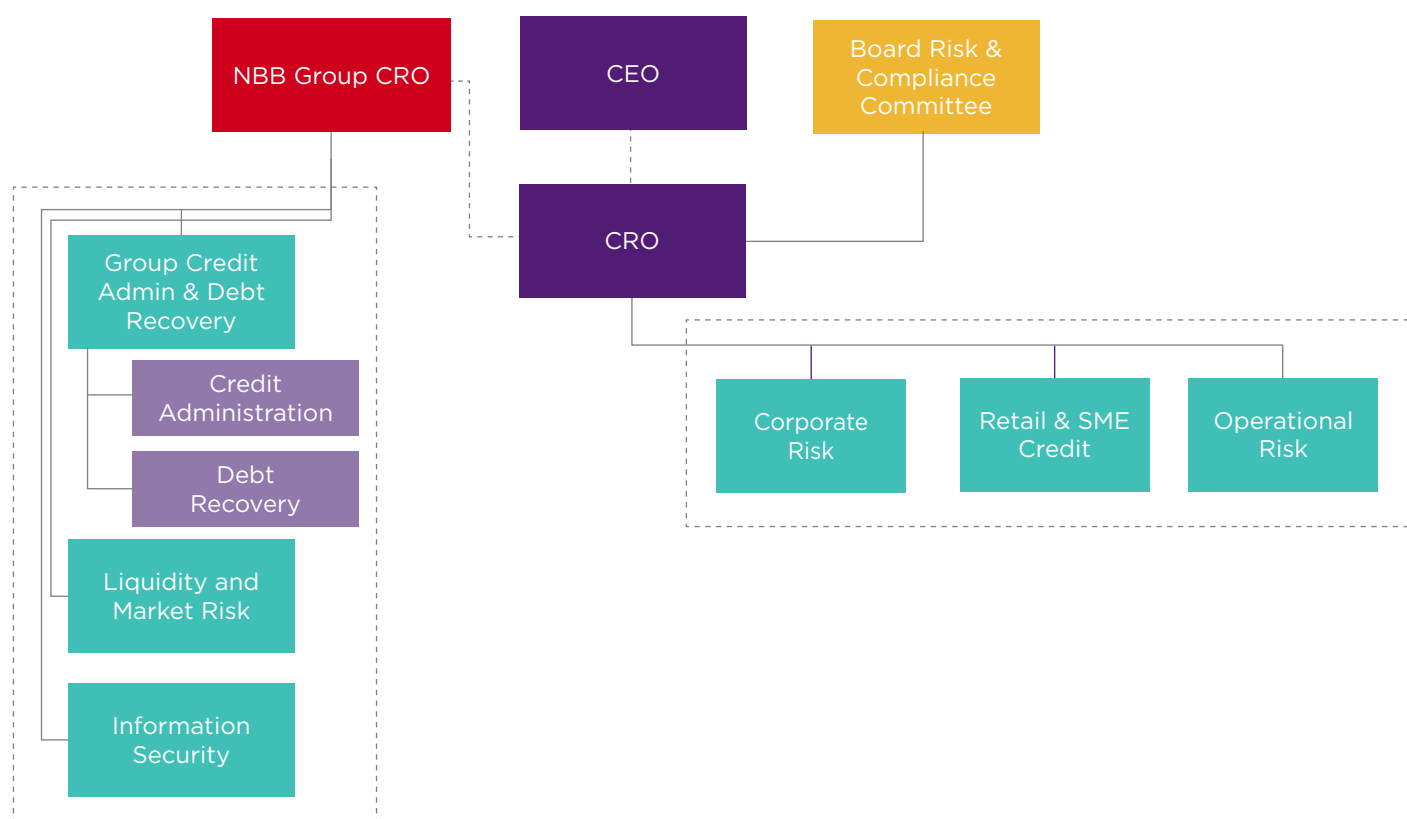 NBB Group CRO
CEO
Board Risk &
Compliance
Committee
CRO
Group Credit
Admin & Debt
Recovery
Credit
Administration
Debt
Recovery
Liquidity and
Market Risk
Information
Security
Corporate
Risk
Retail & SME
Credit
Operational
Risk